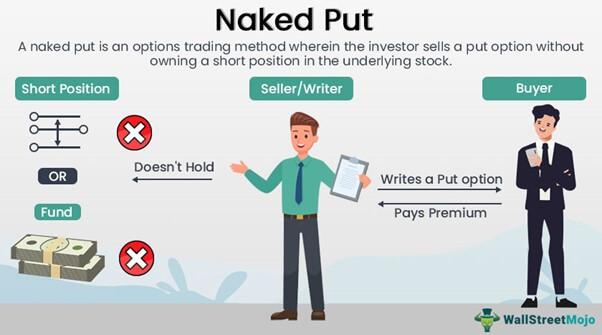 Naked Put
A naked put is an options trading method wherein the investor sells a put option without
owning a short position in the underlying stock.
Short Position
Seller/Writer
Buyer
Doesn't Hold
OR
Writes a Put option
Pays Premium
Fund
WallStreetMojo